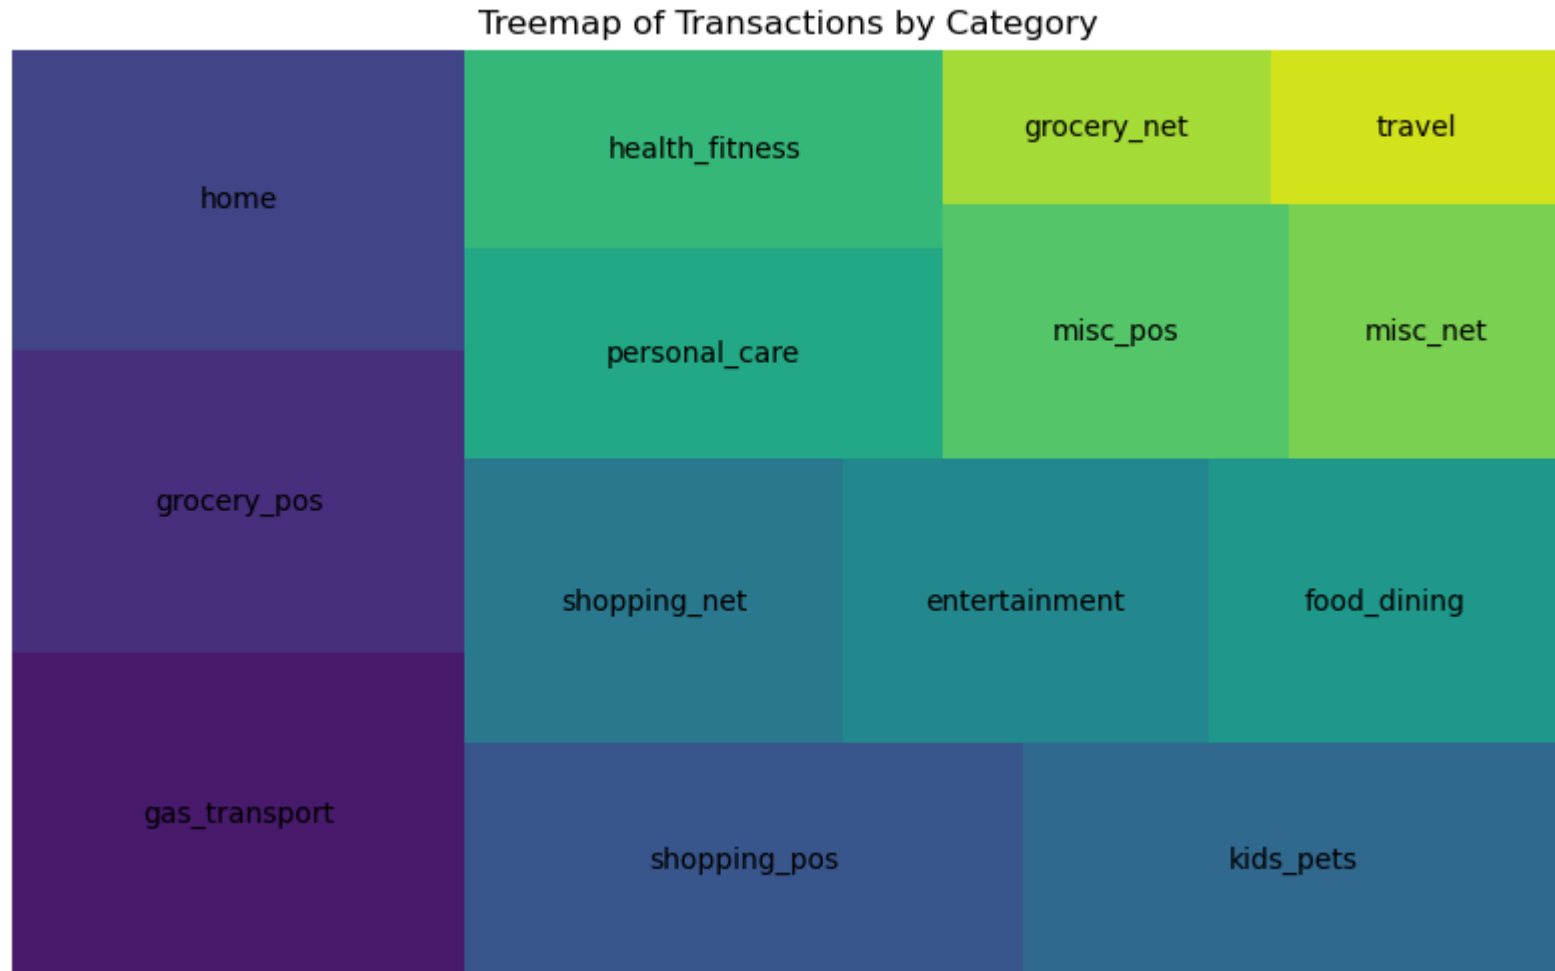 Treemap of Transactions by Category
home
health_fitness
grocery_net
travel
personal_care
misc_pos
misc_net
grocery_pos
shopping_net
entertainment
food_dining
gas_transport
shopping_pos
kids_pets